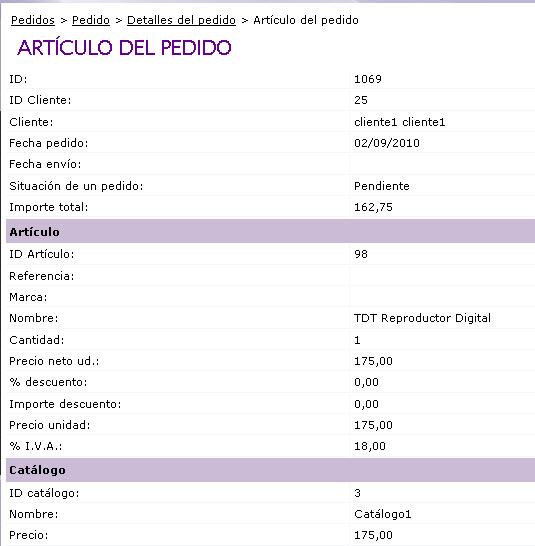 Pedidos > Pedido > Detalles del pedido > Artículo del pedido
ARTÍCULO DEL PEDIDO
ID: 1069
ID Cliente: 25
Cliente: cliente1 cliente1
Fecha pedido: 02/09/2010
Fecha envío:
Situación de un pedido: Pendiente
Importe total: 162,75
Artículo
ID Artículo: 98
Referencia:
Marca:
Nombre: TDT Reproductor Digital
Cantidad: 1
Precio neto ud.: 175,00
% descuento: 0,00
Importe descuento: 0,00
Precio unidad: 175,00
% I.V.A.: 18,00
Catálogo
ID catálogo: 3
Nombre: Catálogo1
Precio: 175,00